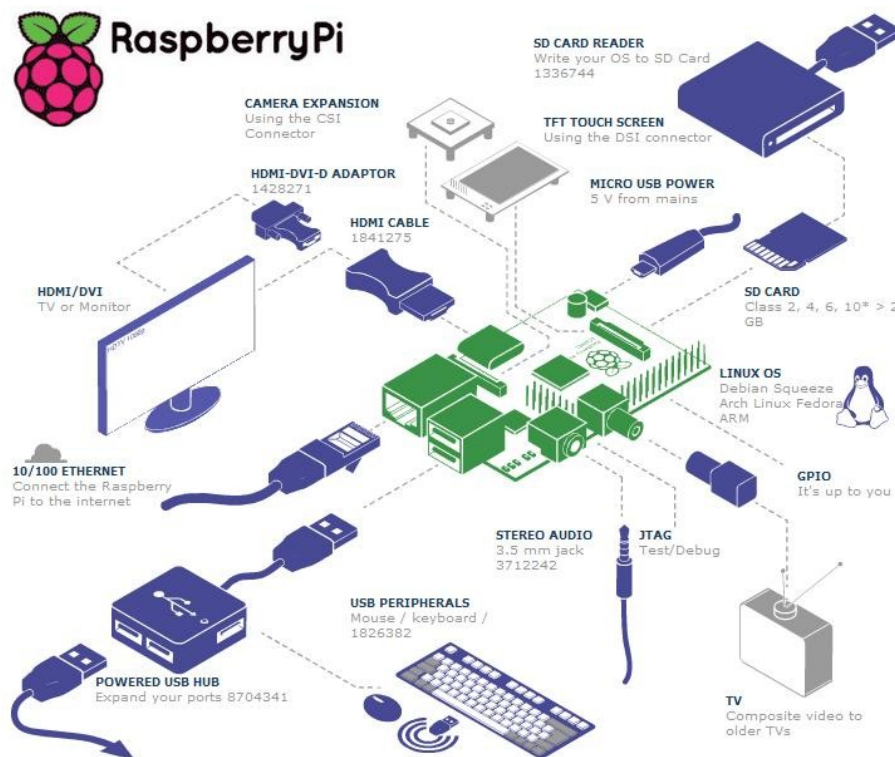 RaspberryPi
SD CARD READER
Write your OS to SD Card
1336744
CAMERA EXPANSION
Using the CSI
Connector
TFT TOUCH SCREEN
Using the DSI connector
HDMI-DVI-D ADAPTOR
1428271
MICRO USB POWER
5 V from mains
HDMI CABLE
1841275
HDMI/DVI
TV or Monitor
HDTV 1080p
SD CARD
Class 2, 4, 6, 10* > 2
GB
LINUX OS
Debian Squeeze
Arch Linux Fedora
ARM
10/100 ETHERNET
Connect the Raspberry
Pi to the internet
GPIO
It's up to you
STEREO AUDIO
3.5 mm jack
3712242
JTAG
Test/Debug
USB PERIPHERALS
Mouse / keyboard /
1826382
POWERED USB HUB
Expand your ports 8704341
TV
Composite video to
older TVs